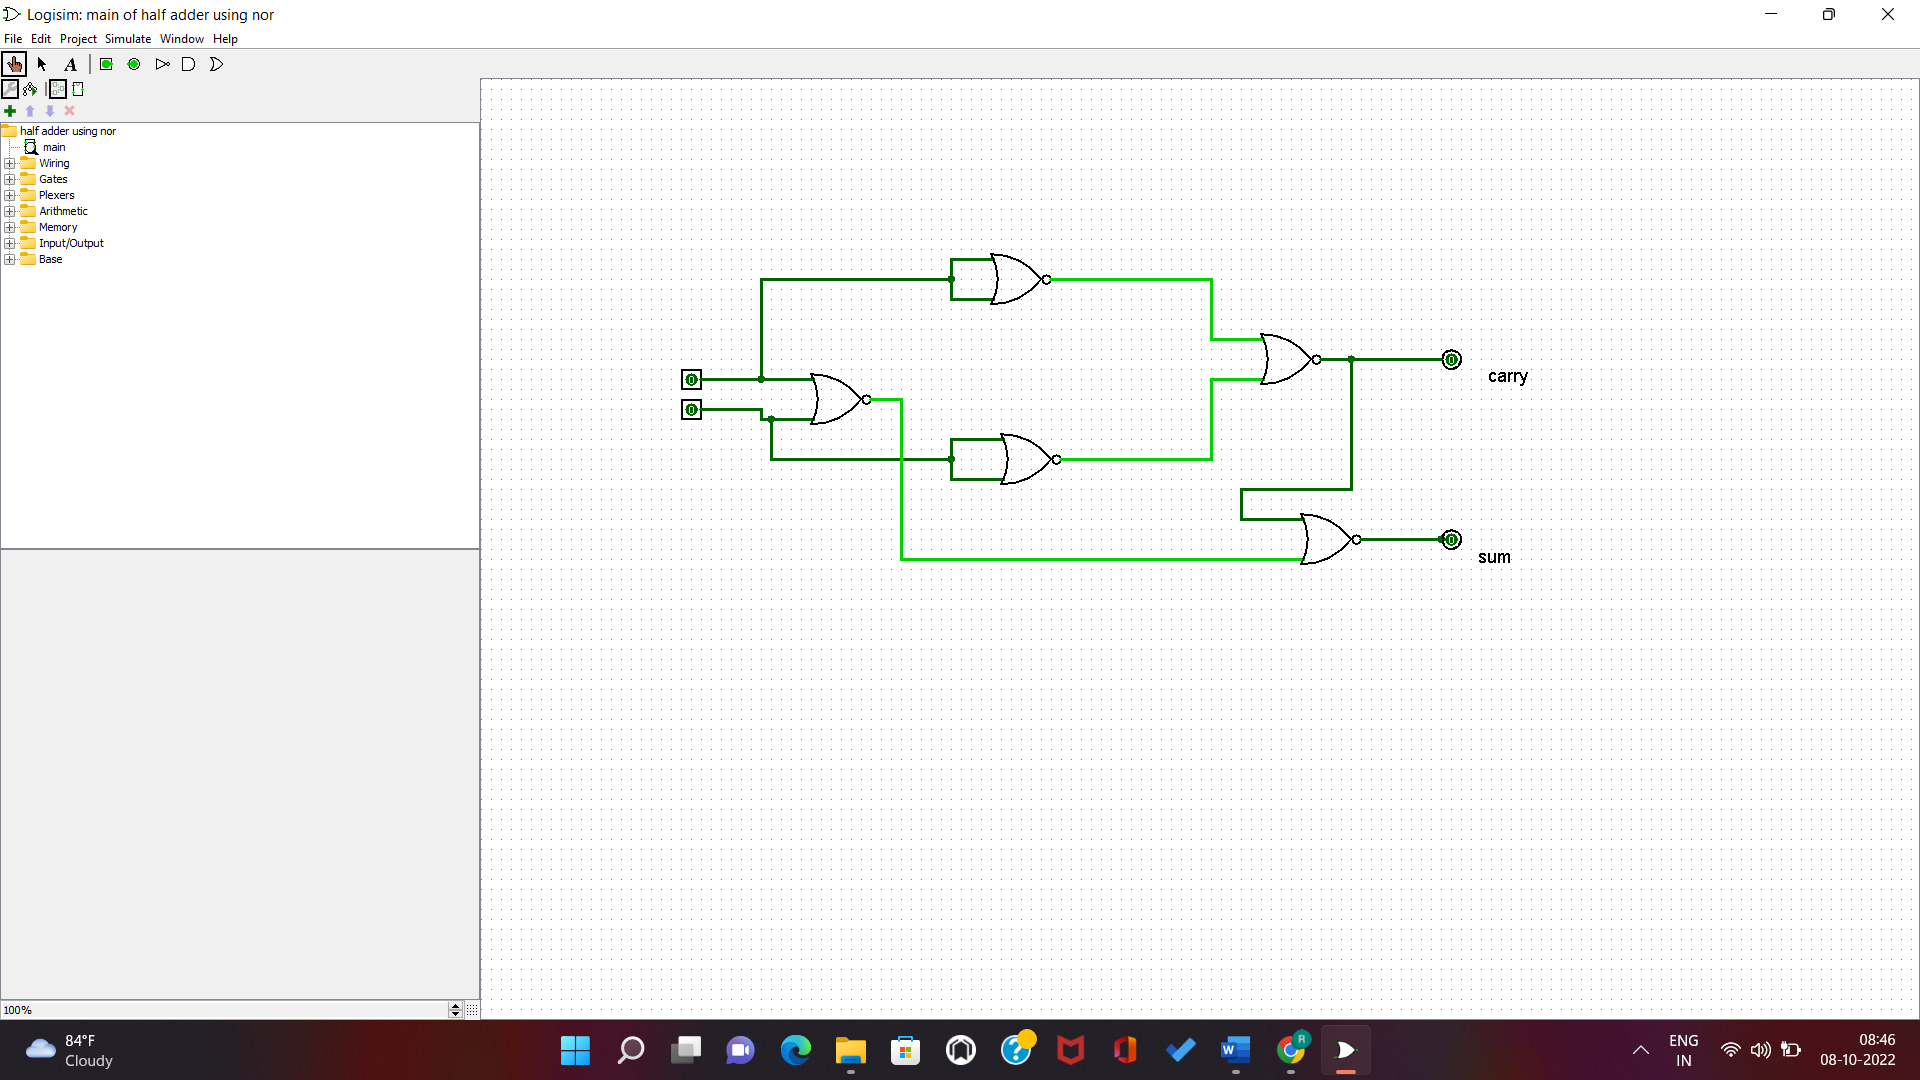 Logisim: main of half adder using nor
File Edit Project Simulate Window Help
A
half adder using nor
main
Wiring
Gates
Plexers
Arithmetic
Memory
Input/Output
Base
0
0
0
carry
0
sum
100%
84°F
Cloudy
R
W
ENG
IN
08:46
08-10-2022